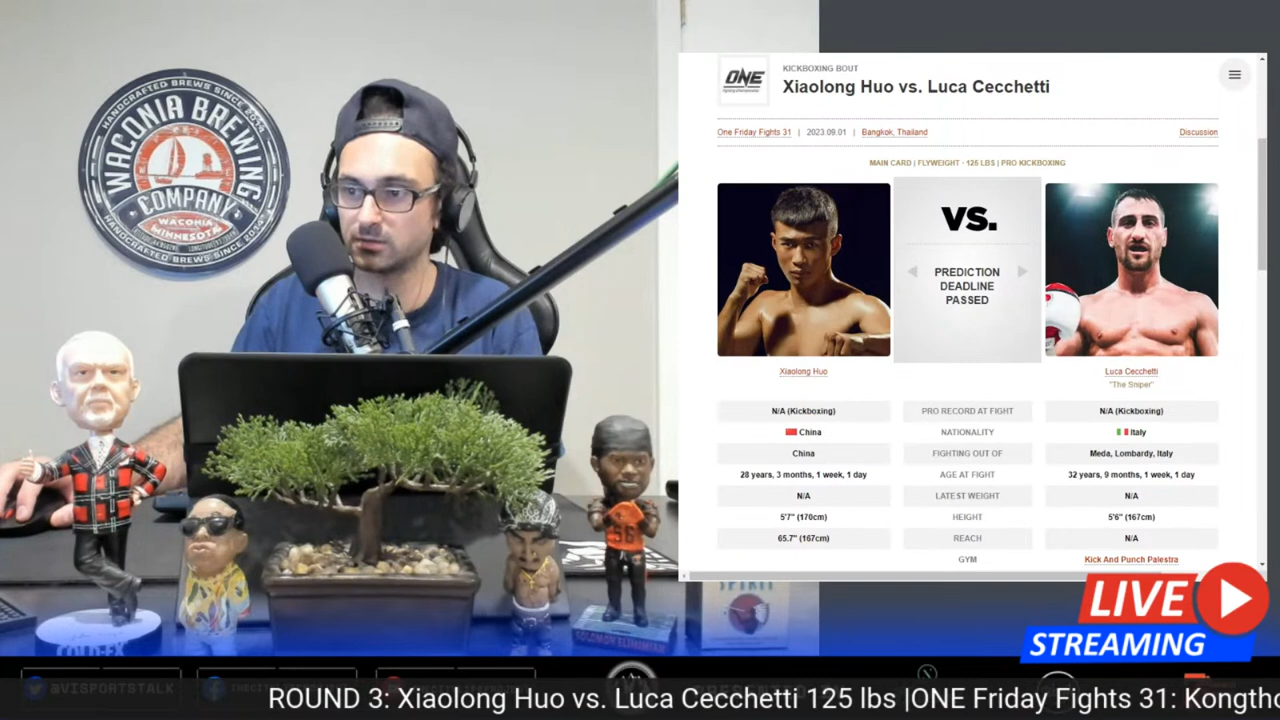 HANDCRAFTED BREWS SINCE 2014
WACONIA BREWING
COMPANY
WACONIA
MINNESOTA
HANDCRAFTED BREWS
ONE
KICKBOXING BOUT
Xiaolong Huo vs. Luca Cecchetti
One Friday Fights 31 | 2023.09.01 | Bangkok, Thailand
Discussion
MAIN CARD | FLYWEIGHT · 125 LBS | PRO KICKBOXING
VS.
PREDICTION
DEADLINE
PASSED
Xiaolong Huo
Luca Cecchetti
"The Sniper"
N/A (Kickboxing) PRO RECORD AT FIGHT N/A (Kickboxing)
China NATIONALITY Italy
China FIGHTING OUT OF Meda, Lombardy, Italy
28 years, 3 months, 1 week, 1 day AGE AT FIGHT 32 years, 9 months, 1 week, 1 day
N/A LATEST WEIGHT N/A
5'7" (170cm) HEIGHT 5'6" (167cm)
65.7" (167cm) REACH N/A
GYM Kick And Punch Palestra
56
SOLOMON ELIMIMIAN
SPIRIT
LIVE
STREAMING
@VISPORTSTALK
ROUND 3: Xiaolong Huo vs. Luca Cecchetti 125 lbs |ONE Friday Fights 31: Kongtho